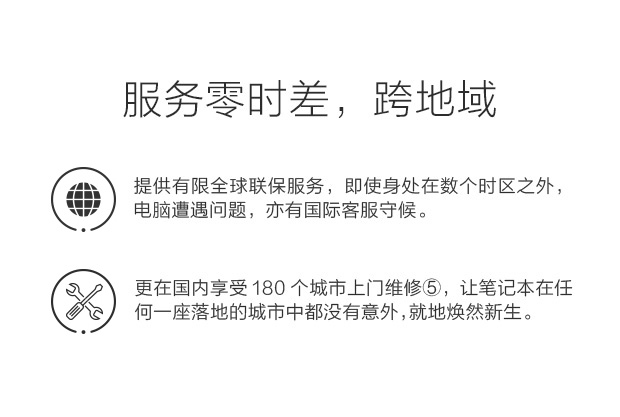 服务零时差，跨地域
提供有限全球联保服务，即使身处在数个时区之外，
电脑遭遇问题，亦有国际客服守候。
更在国内享受 180 个城市上门维修⑤，让笔记本在任
何一座落地的城市中都没有意外，就地焕然新生。